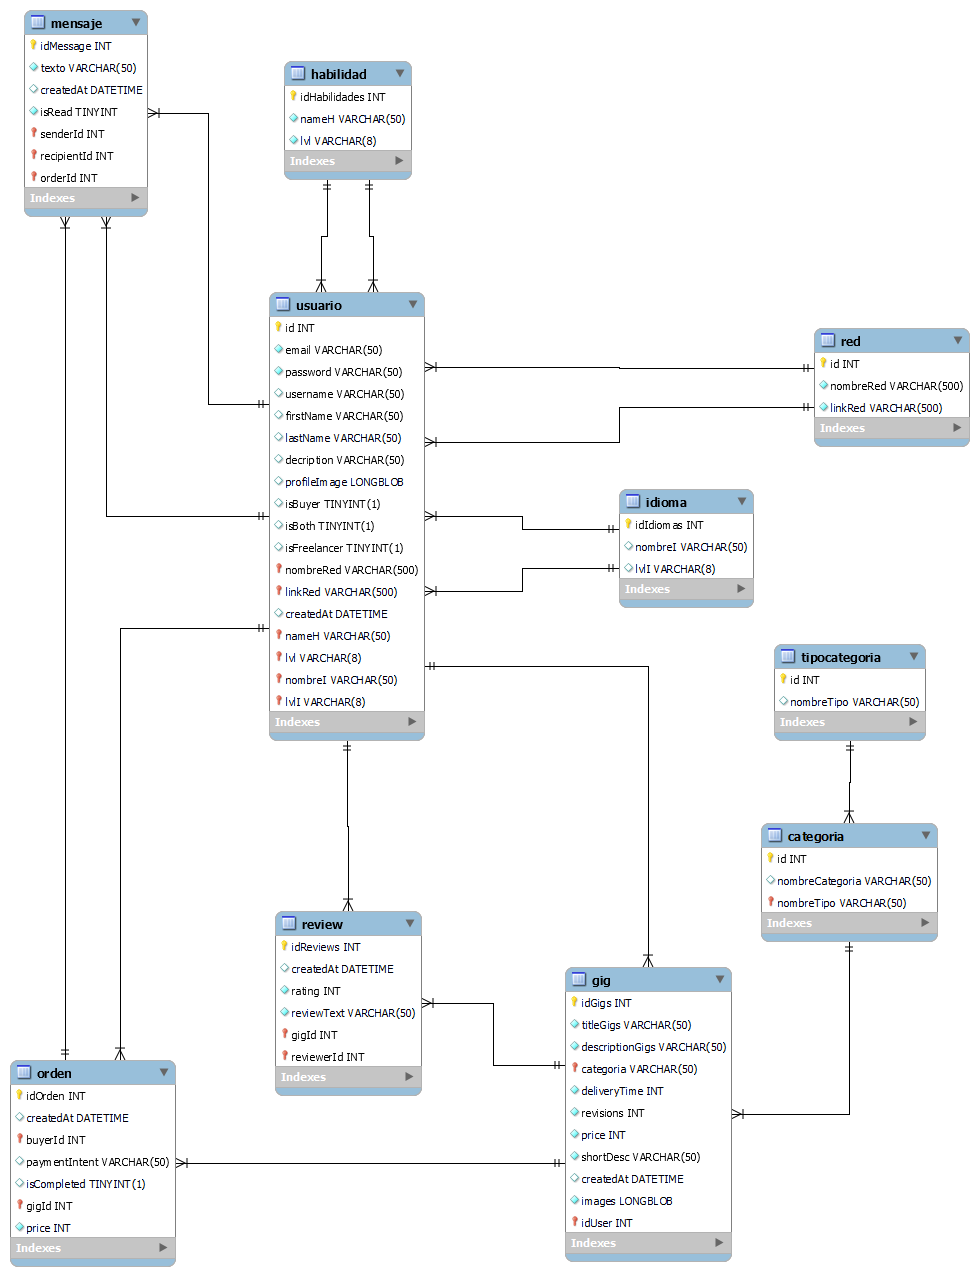 mensaje
idMessage INT
texto VARCHAR(50)
createdAt DATETIME
isRead TINYINT
senderId INT
recipientId INT
orderId INT
Indexes
habilidad
idHabilidades INT
nameH VARCHAR(50)
lvl VARCHAR(8)
Indexes
usuario
id INT
email VARCHAR(50)
password VARCHAR(50)
username VARCHAR(50)
firstName VARCHAR(50)
lastName VARCHAR(50)
decription VARCHAR(50)
profileImage LONGBLOB
isBuyer TINYINT(1)
isBoth TINYINT(1)
isFreelancer TINYINT(1)
nombreRed VARCHAR(500)
linkRed VARCHAR(500)
createdAt DATETIME
nameH VARCHAR(50)
lvl VARCHAR(8)
nombreI VARCHAR(50)
lvlI VARCHAR(8)
Indexes
red
id INT
nombreRed VARCHAR(500)
linkRed VARCHAR(500)
Indexes
idioma
idIdiomas INT
nombreI VARCHAR(50)
lvlI VARCHAR(8)
Indexes
tipocategoria
id INT
nombreTipo VARCHAR(50)
Indexes
categoria
id INT
nombreCategoria VARCHAR(50)
nombreTipo VARCHAR(50)
Indexes
review
idReviews INT
createdAt DATETIME
rating INT
reviewText VARCHAR(50)
gigId INT
reviewerId INT
Indexes
gig
idGigs INT
titleGigs VARCHAR(50)
descriptionGigs VARCHAR(50)
categoria VARCHAR(50)
deliveryTime INT
revisions INT
price INT
shortDesc VARCHAR(50)
createdAt DATETIME
images LONGBLOB
idUser INT
Indexes
orden
idOrden INT
createdAt DATETIME
buyerId INT
paymentIntent VARCHAR(50)
isCompleted TINYINT(1)
gigId INT
price INT
Indexes